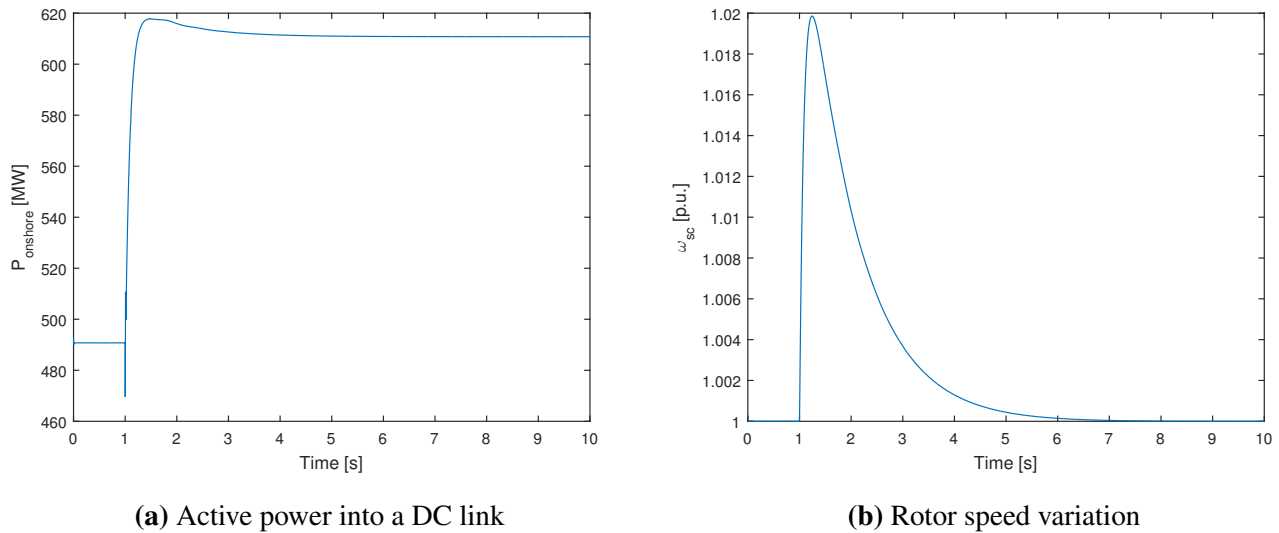 620
600
580
560
540
520
500
480
460
P_onshore [MW]
0 1 2 3 4 5 6 7 8 9 10
Time [s]
(a) Active power into a DC link
1.02
1.018
1.016
1.014
1.012
1.01
1.008
1.006
1.004
1.002
1
ω_sc [p.u.]
0 1 2 3 4 5 6 7 8 9 10
Time [s]
(b) Rotor speed variation